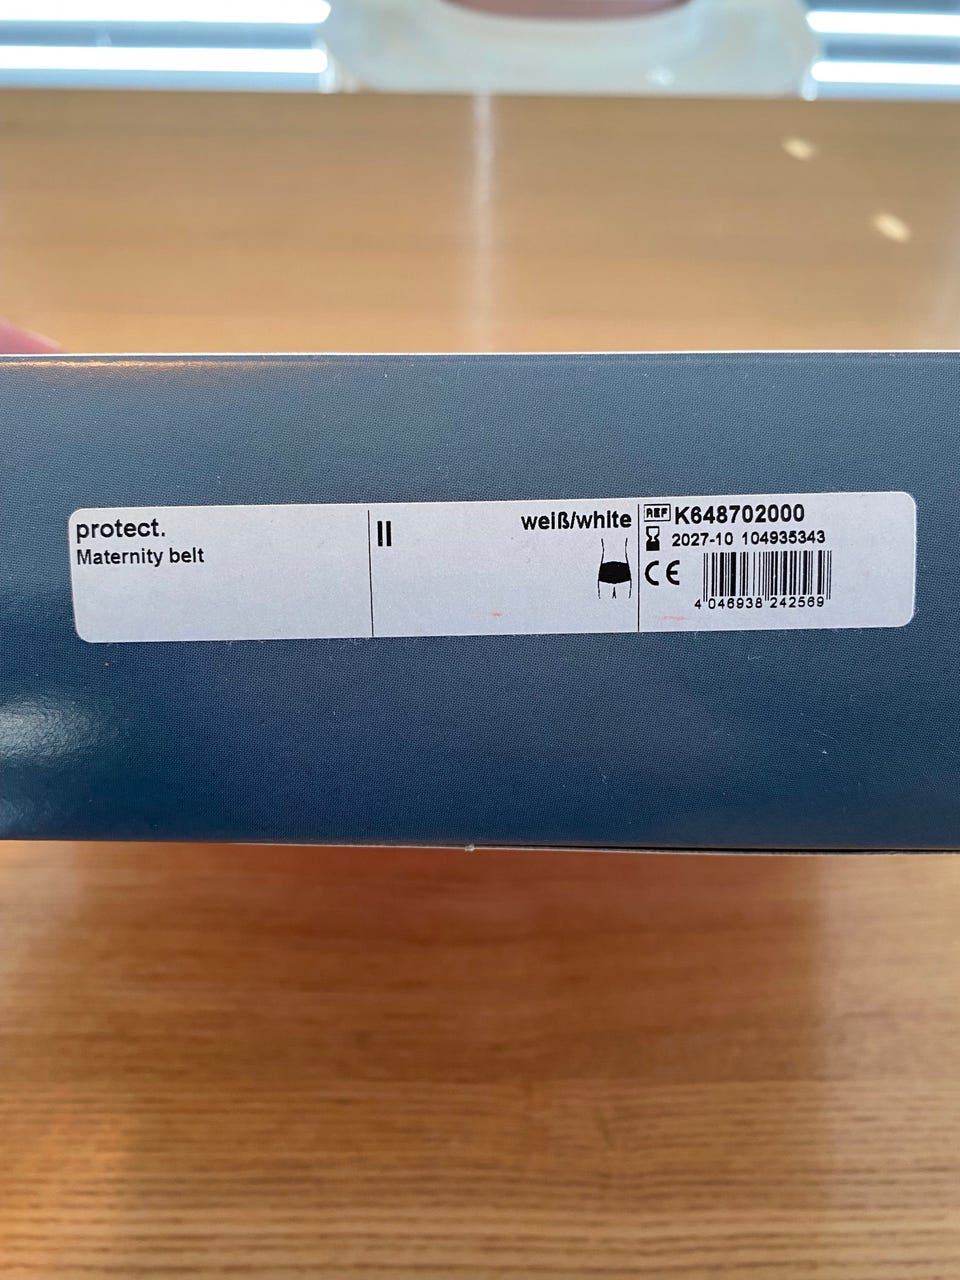 protect.
Maternity belt
II
weiß/white
REF K648702000
2027-10 104935343
CE
4 046938 242569